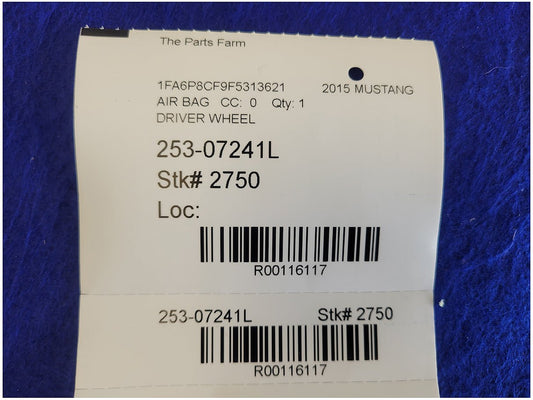 The Parts Farm
1FA6P8CF9F5313621 2015 MUSTANG
AIR BAG CC: 0 Qty: 1
DRIVER WHEEL
253-07241L
Stk# 2750
Loc:
R00116117
253-07241L Stk# 2750
R00116117